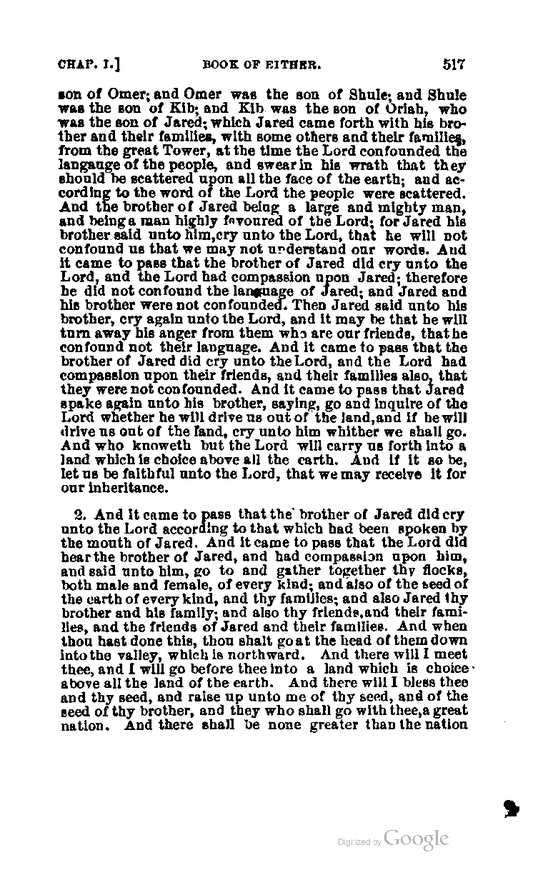 CHAP. I.] BOOK OF EITHER. 517
son of Omer; and Omer was the son of Shule; and Shule
was the son of Kib; and Kib was the son of Oriah, who
was the son of Jared; which Jared came forth with his bro-
ther and their families, with some others and their families,
from the great Tower, at the time the Lord confounded the
langauge of the people, and swear in his wrath that they
should be scattered upon all the face of the earth; and ac-
cording to the word of the Lord the people were scattered.
And the brother of Jared being a large and mighty man,
and being a man highly favoured of the Lord; for Jared his
brother said unto him,cry unto the Lord, that he will not
confound us that we may not understand our words. And
it came to pass that the brother of Jared did cry unto the
Lord, and the Lord had compassion upon Jared; therefore
he did not confound the language of Jared; and Jared and
his brother were not confounded. Then Jared said unto his
brother, cry again unto the Lord, and it may be that he will
turn away his anger from them who are our friends, that he
confound not their language. And it came to pass that the
brother of Jared did cry unto the Lord, and the Lord had
compassion upon their friends, and their families also, that
they were not confounded. And it came to pass that Jared
spake again unto his brother, saying, go and inquire of the
Lord whether he will drive us out of the land,and if he will
drive us out of the land, cry unto him whither we shall go.
And who knoweth but the Lord will carry us forth into a
land which is choice above all the earth. And if it so be,
let us be faithful unto the Lord, that we may receive it for
our inheritance.
2. And it came to pass that the brother of Jared did cry
unto the Lord according to that which had been spoken by
the mouth of Jared. And it came to pass that the Lord did
hear the brother of Jared, and had compassion upon him,
and said unto him, go to and gather together thy flocks,
both male and female, of every kind; and also of the seed of
the earth of every kind, and thy families; and also Jared thy
brother and his family; and also thy friends,and their fami-
lies, and the friends of Jared and their families. And when
thou hast done this, thou shalt go at the head of them down
into the valley, which is northward. And there will I meet
thee, and I will go before thee into a land which is choice
above all the land of the earth. And there will I bless thee
and thy seed, and raise up unto me of thy seed, and of the
seed of thy brother, and they who shall go with thee,a great
nation. And there shall be none greater than the nation
Digitized by Google